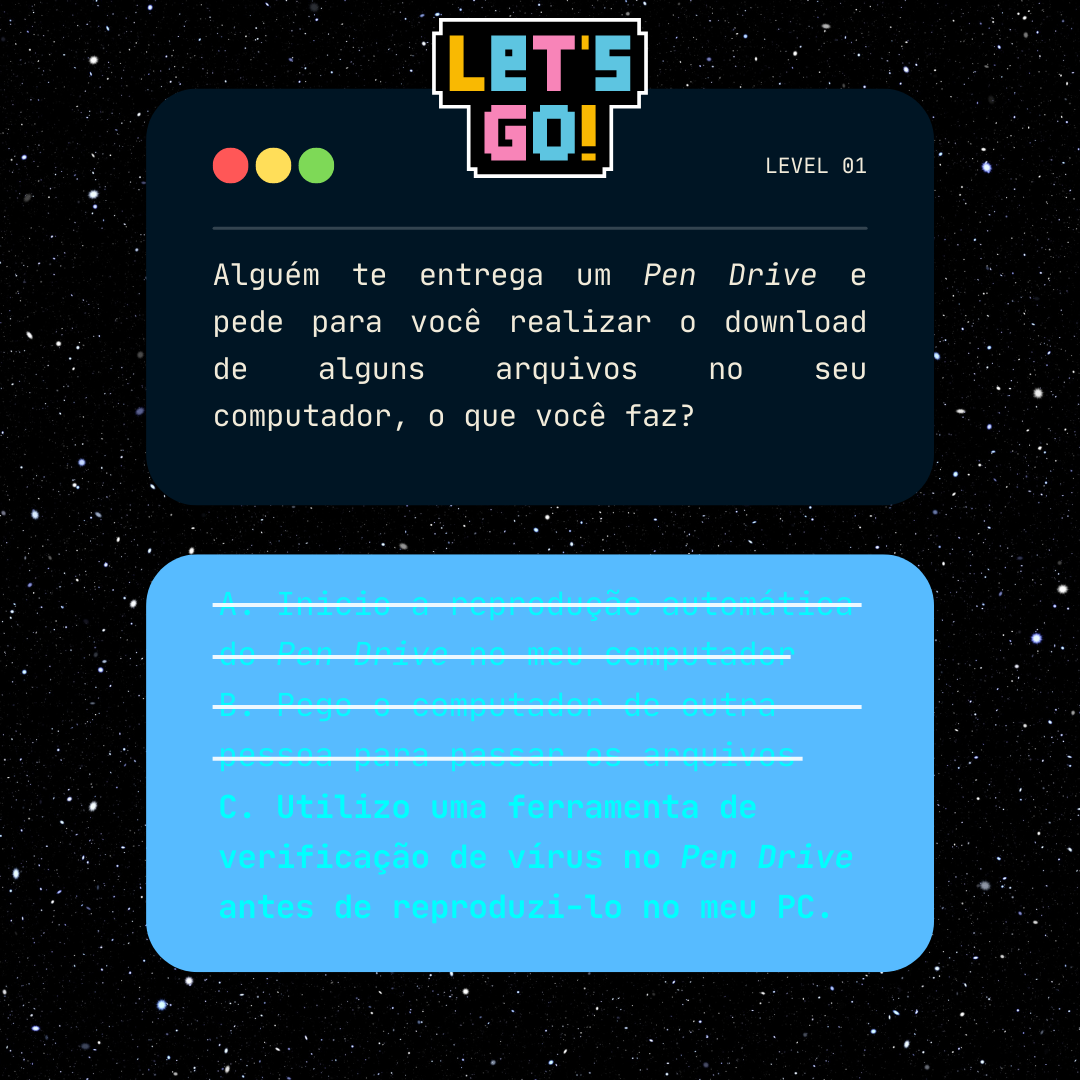 LET'S
GO!
LEVEL 01
Alguém te entrega um Pen Drive e
pede para você realizar o download
de alguns arquivos no seu
computador, o que você faz?
A. Inicio a reprodução automática
do Pen Drive no meu computador
B. Pego o computador de outra
pessoa para passar os arquivos
C. Utilizo uma ferramenta de
verificação de vírus no Pen Drive
antes de reproduzi-lo no meu PC.